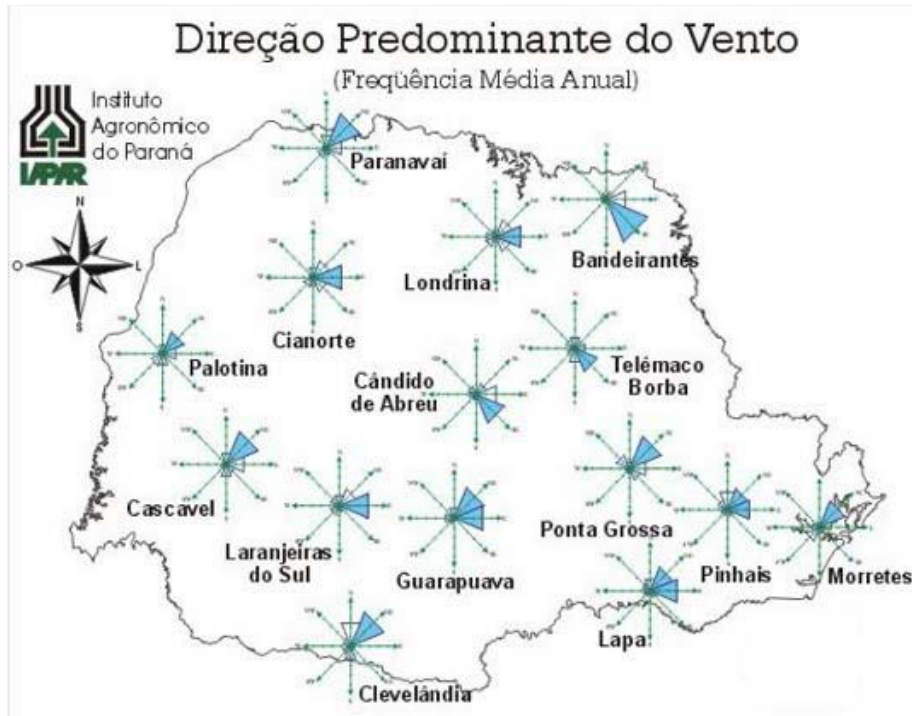 Direção Predominante do Vento
(Freqüência Média Anual)
Instituto
Agronômico
do Paraná
IAPAR
N
O
L
S
Paranavaí
Bandeirantes
Londrina
Cianorte
Palotina
Telêmaco
Borba
Cândido
de Abreu
Cascavel
Laranjeiras
do Sul
Guarapuava
Ponta Grossa
Pinhais
Morretes
Lapa
Clevelândia